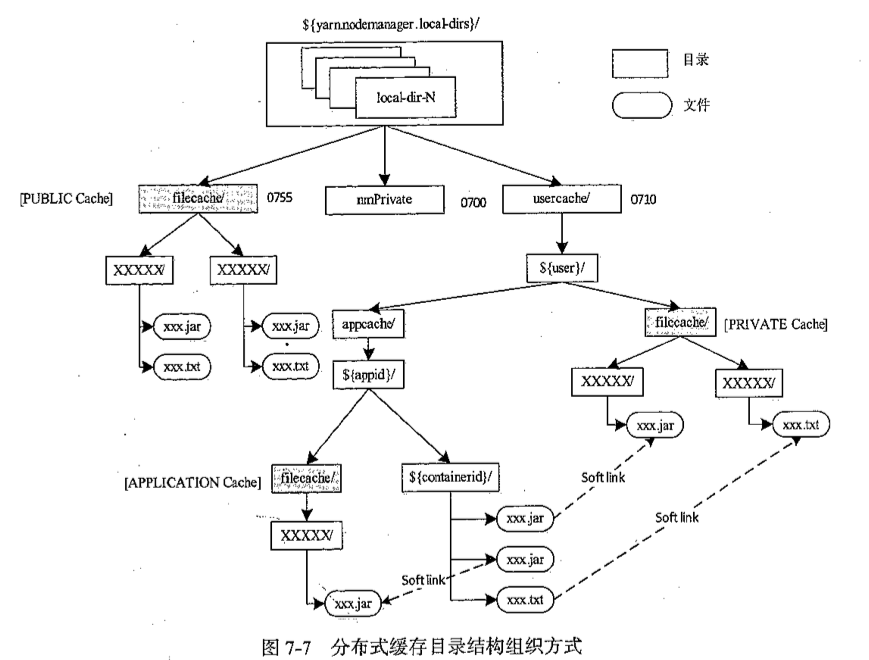 ${yarn.nodemanager.local-dirs}/
local-dir-N
目录
文件
[PUBLIC Cache]
filecache/
0755
nmPrivate
0700
usercache/
0710
XXXXX/
XXXXX/
${user}/
xxx.jar
xxx.jar
appcache/
filecache/
[PRIVATE Cache]
xxx.txt
xxx.txt
${appid}/
XXXXX/
XXXXX/
xxx.jar
xxx.txt
[APPLICATION Cache]
filecache/
${containerid}/
Soft link
xxx.jar
Soft link
XXXXX/
xxx.jar
Soft link
xxx.jar
xxx.txt
图 7-7 分布式缓存目录结构组织方式